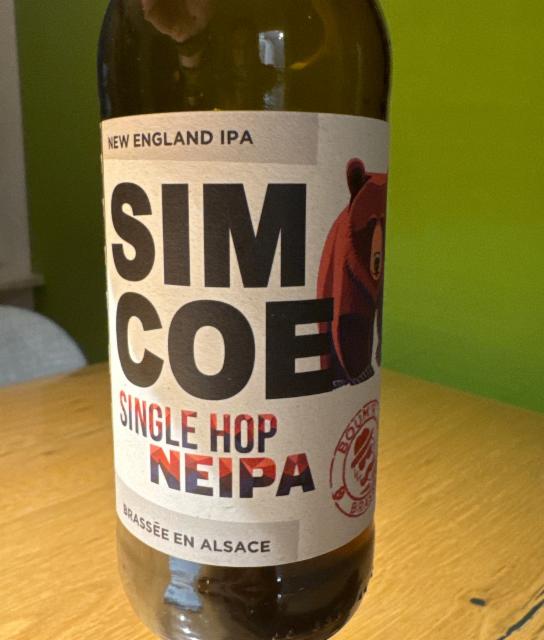 NEW ENGLAND IPA
SIM
COE
SINGLE HOP
NEIPA
BRASSÉE EN ALSACE